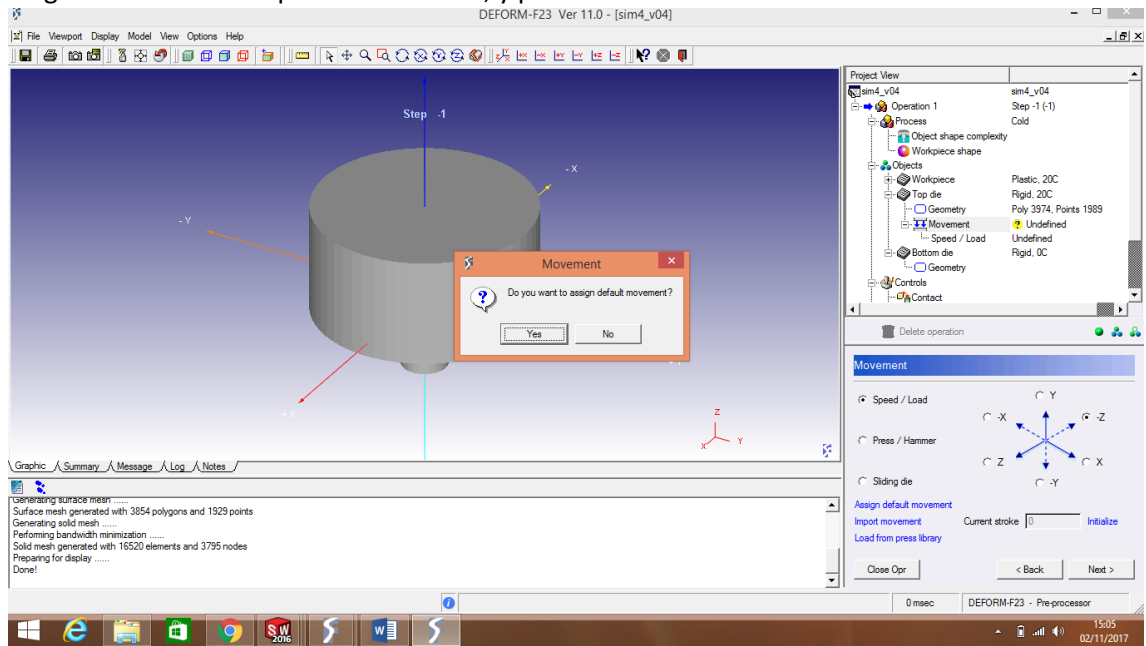 DEFORM-F23 Ver 11.0 - [sim4_v04]
File Viewport Display Model View Options Help
Step -1
- X
- Y
+ X
Z
X
Y
Movement
Do you want to assign default movement?
Yes
No
Graphic
Summary
Message
Log
Notes
Generating surface mesh ......
Surface mesh generated with 3854 polygons and 1929 points
Generating solid mesh ......
Performing bandwidth minimization ......
Solid mesh generated with 16520 elements and 3795 nodes
Preparing for display ......
Done!
Project View
sim4_v04 sim4_v04
Operation 1 Step -1 (-1)
Process Cold
Object shape complexity
Workpiece shape
Objects
Workpiece Plastic, 20C
Top die Rigid, 20C
Geometry Poly 3974, Points 1989
Movement ? Undefined
Speed / Load Undefined
Bottom die Rigid, 0C
Geometry
Controls
Contact
Delete operation
Movement
Speed / Load
Press / Hammer
Sliding die
Y
-X
-Z
Z
X
-Y
Assign default movement
Import movement
Load from press library
Current stroke 0 Initialize
Close Opr
< Back
Next >
0 msec
DEFORM-F23 - Pre-processor
SW
2016
15:05
02/11/2017